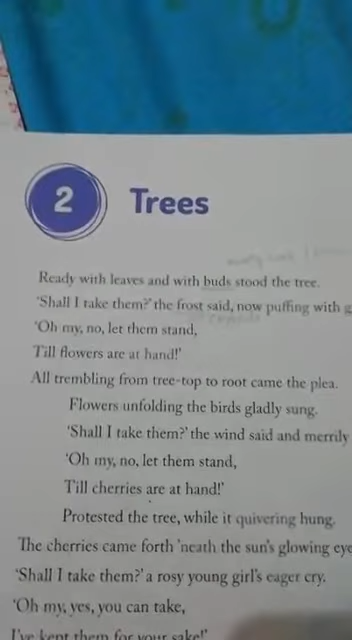 2 Trees
Ready with leaves and with buds stood the tree.
'Shall I take them?' the frost said, now puffing with g
'Oh my, no, let them stand,
Till flowers are at hand!'
All trembling from tree-top to root came the plea.
Flowers unfolding the birds gladly sung.
'Shall I take them?' the wind said and merrily
'Oh my, no, let them stand,
Till cherries are at hand!'
Protested the tree, while it quivering hung.
The cherries came forth 'neath the sun's glowing eye
'Shall I take them?' a rosy young girl's eager cry.
'Oh my, yes, you can take,
I've kept them for your sake!'